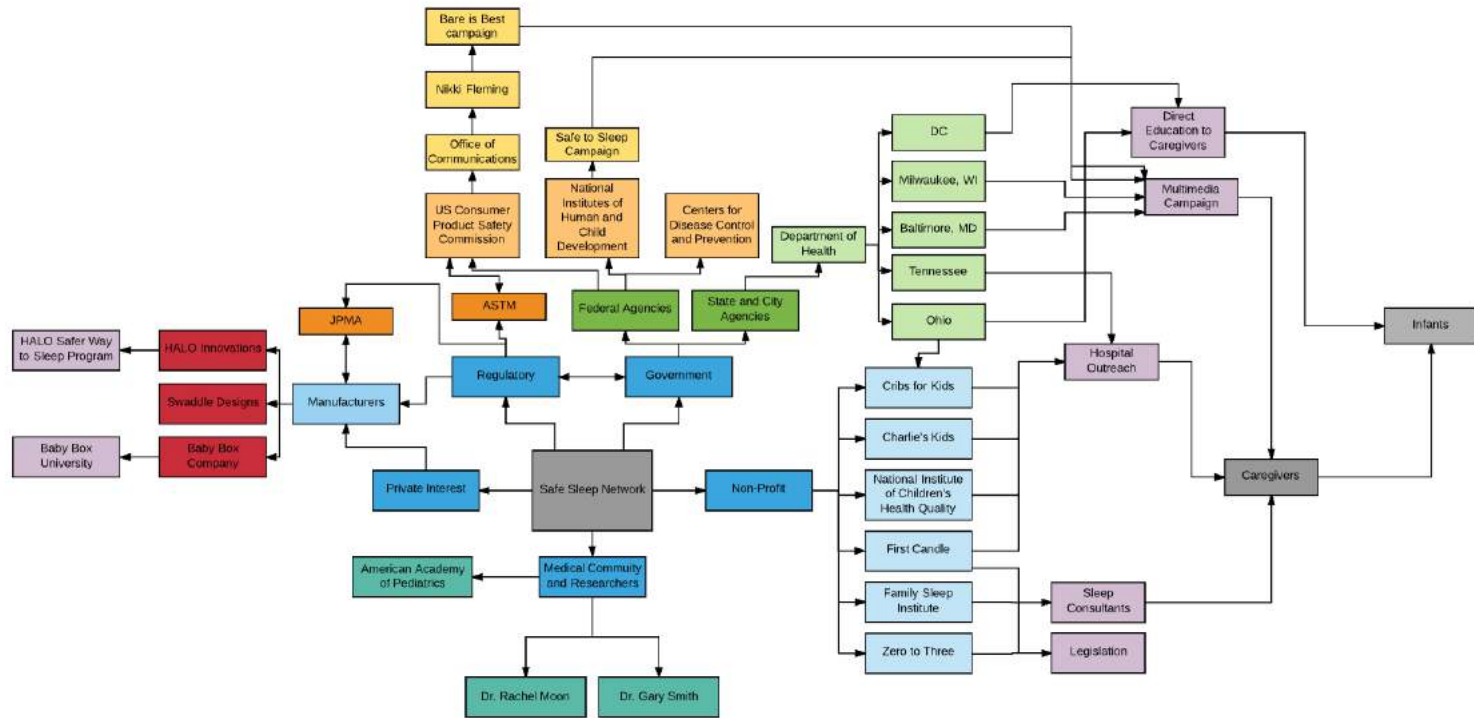 Bare is Best
campaign
Nikki Fleming
Office of
Communications
Safe to Sleep
Campaign
US Consumer
Product Safety
Commission
National
Institutes of
Human and
Child
Development
Centers for
Disease Control
and Prevention
Department of
Health
DC
Milwaukee, WI
Baltimore, MD
Tennessee
Ohio
Direct
Education to
Caregivers
Multimedia
Campaign
JPMA
ASTM
Federal Agencies
State and City
Agencies
Infants
HALO Safer Way
to Sleep Program
HALO Innovations
Swaddle Designs
Baby Box
University
Baby Box
Company
Manufacturers
Regulatory
Government
Hospital
Outreach
Cribs for Kids
Charlie's Kids
National Institute
of Children's
Health Quality
First Candle
Family Sleep
Institute
Zero to Three
Private Interest
Safe Sleep Network
Non-Profit
Caregivers
American Academy
of Pediatrics
Medical Commuity
and Researchers
Sleep
Consultants
Legislation
Dr. Rachel Moon
Dr. Gary Smith